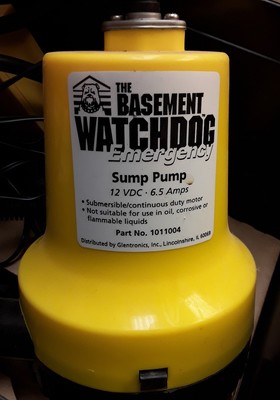 THE
BASEMENT
WATCHDOG
Emergency
Sump Pump
12 VDC · 6.5 Amps
• Submersible/continuous duty motor
• Not suitable for use in oil, corrosive or
flammable liquids
Part No. 1011004
Distributed by Glentronics, Inc., Lincolnshire, IL 60069